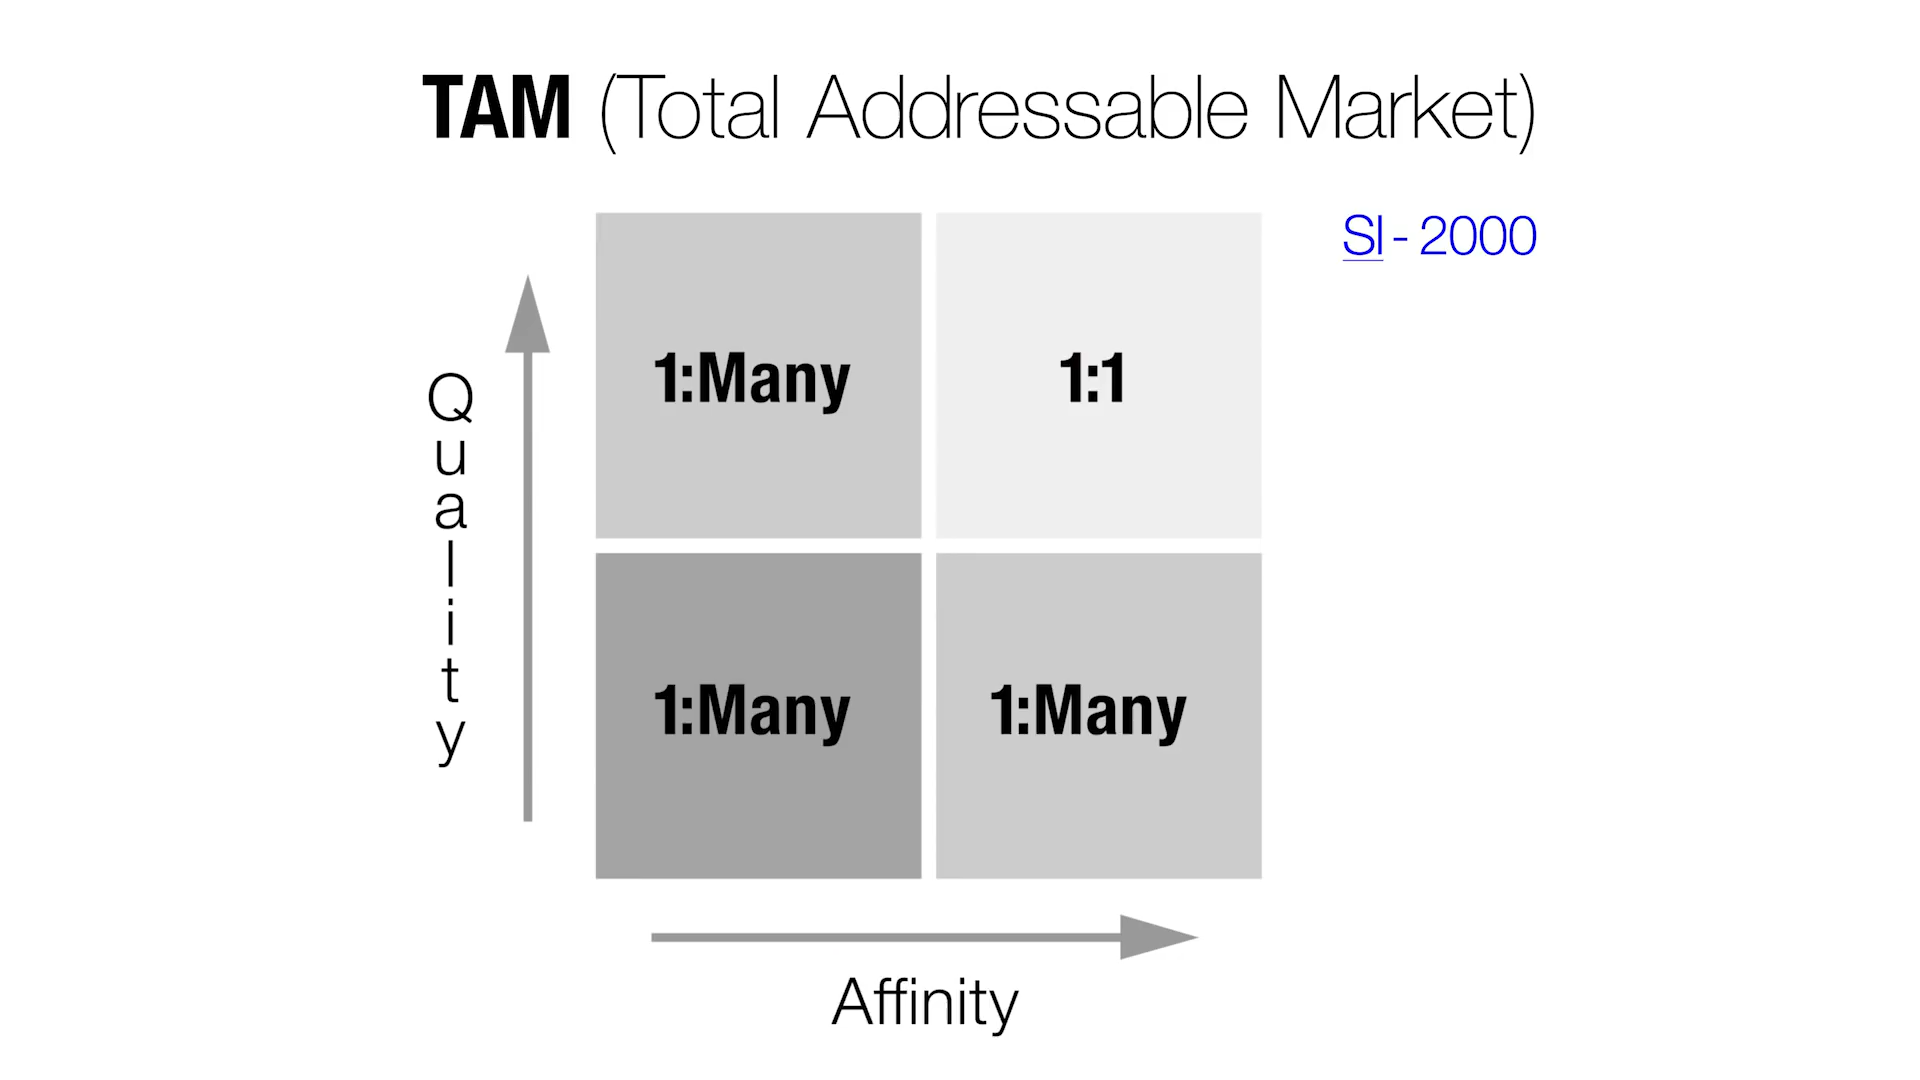 TAM (Total Addressable Market)
SI - 2000
Quality
1:Many
1:1
1:Many
1:Many
Affinity